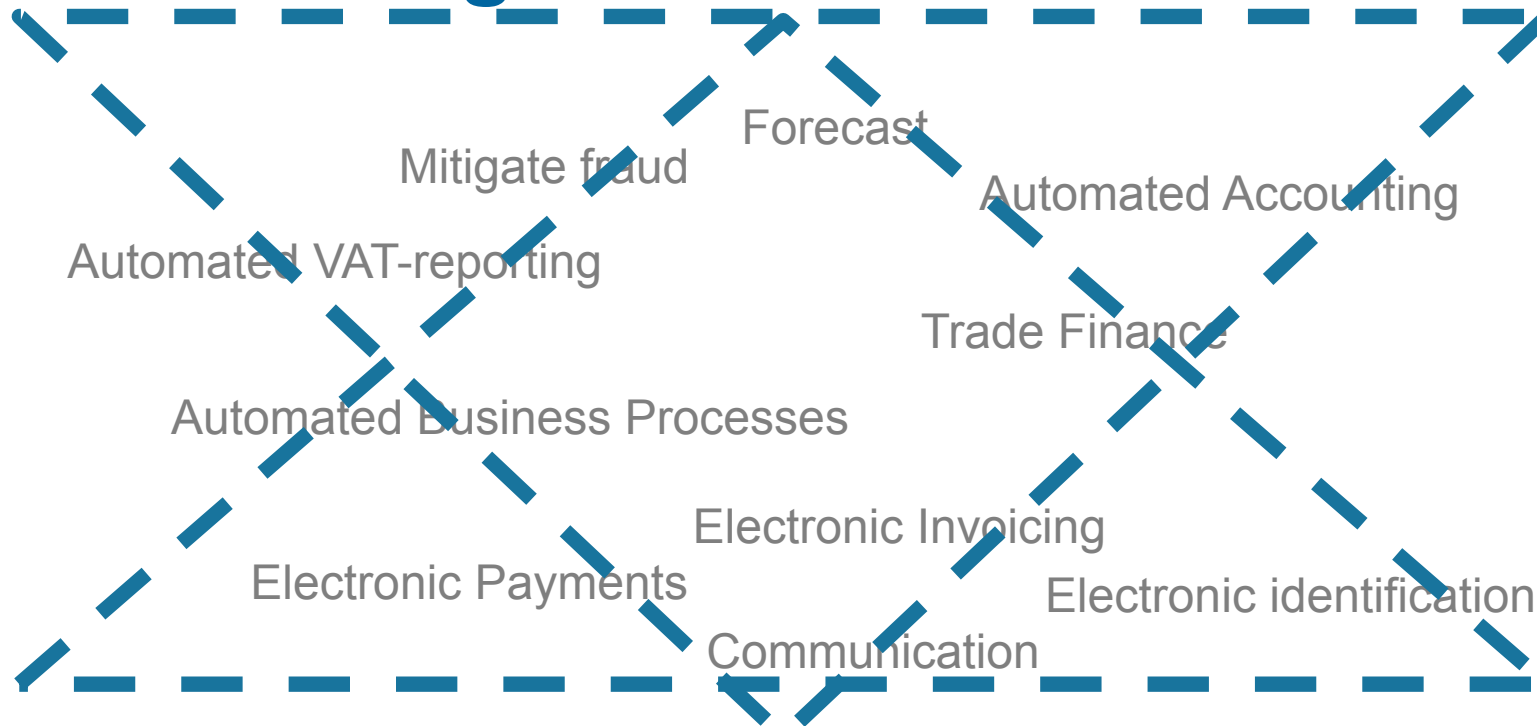 Forecast
Mitigate fraud
Automated Accounting
Automated VAT-reporting
Trade Finance
Automated Business Processes
Electronic Invoicing
Electronic Payments
Electronic identification
Communication